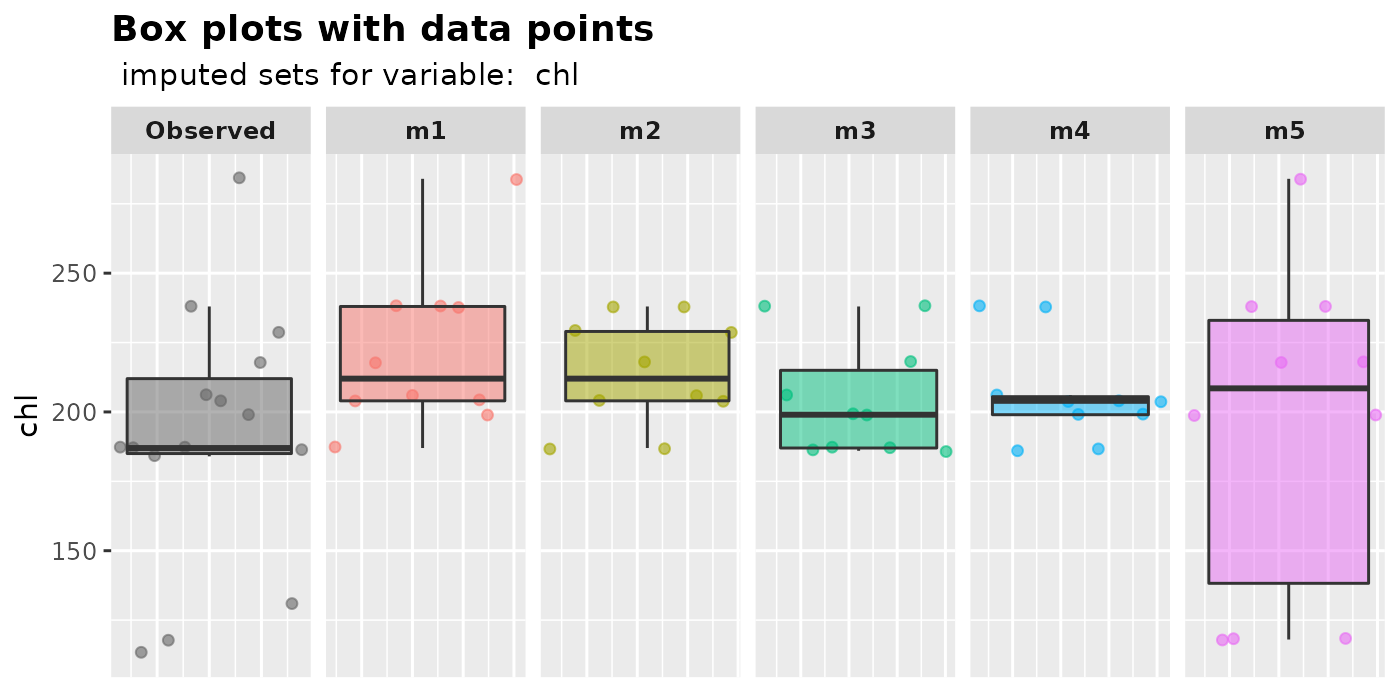 Box plots with data points
imputed sets for variable:  chl
Observed m1 m2 m3 m4 m5
chl
250
200
150